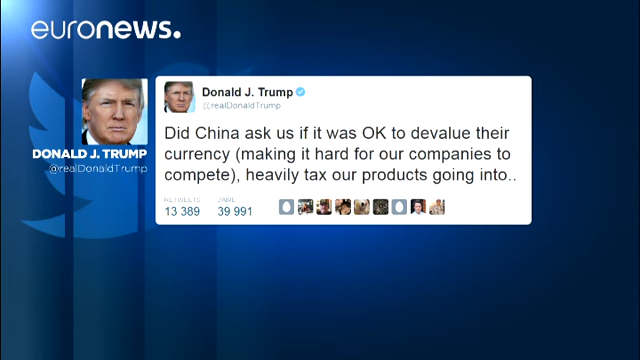 euronews.
DONALD J. TRUMP
@realDonaldTrump
Donald J. Trump
@realDonaldTrump
Did China ask us if it was OK to devalue their
currency (making it hard for our companies to
compete), heavily tax our products going into..
RETWEETS
13 389 39 991